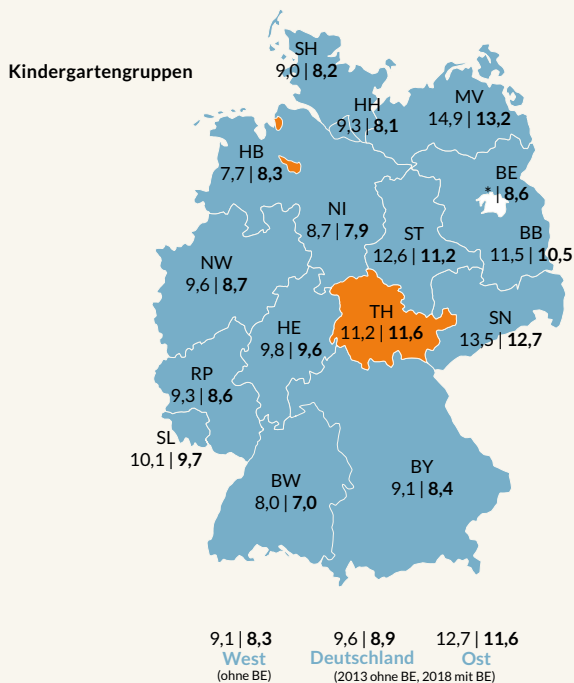 SH
Kindergartengruppen
9,0 | 8,2
MV
HH
14,9 | 13,2
9,3 | 8,1
HB
7,7 | 8,3
BE
* | 8,6
NI
8,7 | 7,9
ST
12,6 | 11,2
BB
11,5 | 10,5
NW
9,6 | 8,7
TH
11,2 | 11,6
SN
13,5 | 12,7
HE
9,8 | 9,6
RP
9,3 | 8,6
SL
10,1 | 9,7
BW
8,0 | 7,0
BY
9,1 | 8,4
9,1 | 8,3
West
(ohne BE)
9,6 | 8,9
Deutschland
(2013 ohne BE, 2018 mit BE)
12,7 | 11,6
Ost